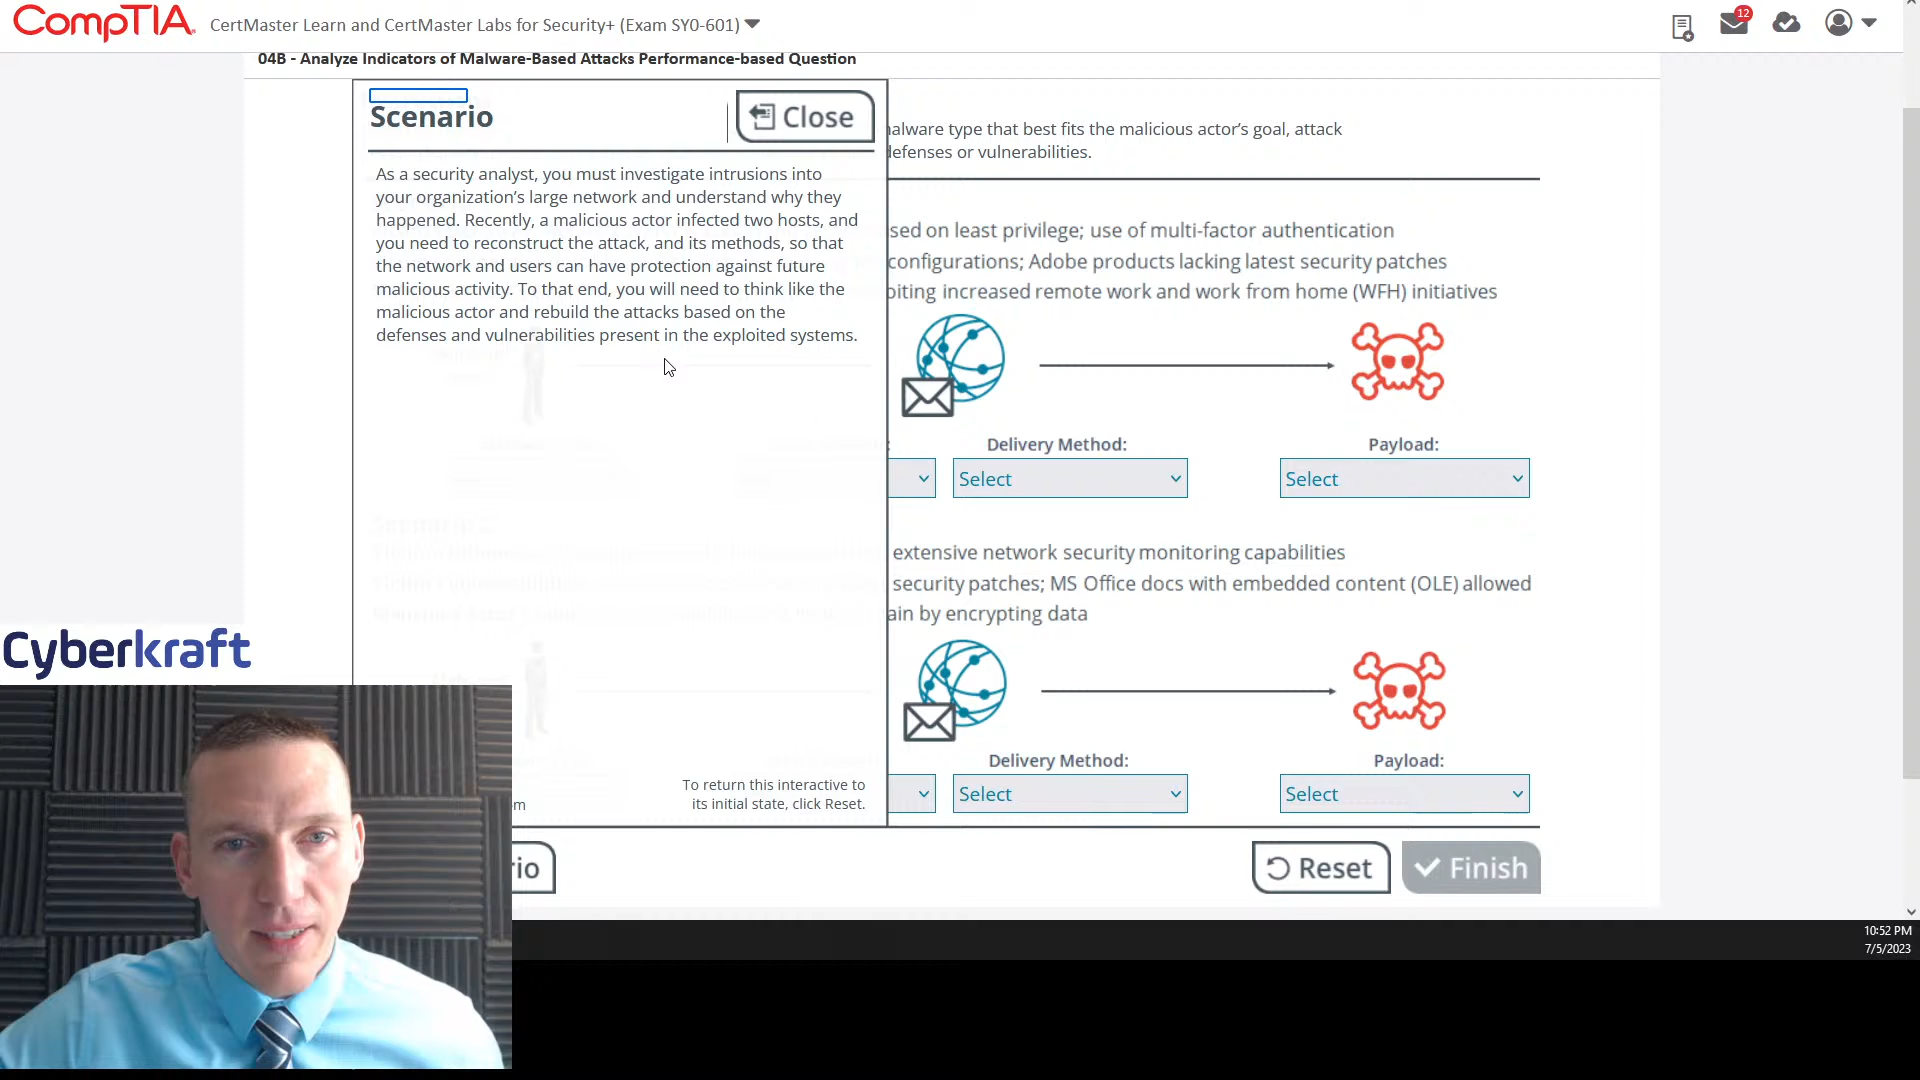 CompTIA.
CertMaster Learn and CertMaster Labs for Security+ (Exam SY0-601)
12
04B - Analyze Indicators of Malware-Based Attacks Performance-based Question
Scenario
Close
As a security analyst, you must investigate intrusions into
your organization's large network and understand why they
happened. Recently, a malicious actor infected two hosts, and
you need to reconstruct the attack, and its methods, so that
the network and users can have protection against future
malicious activity. To that end, you will need to think like the
malicious actor and rebuild the attacks based on the
defenses and vulnerabilities present in the exploited systems.
To return this interactive to
its initial state, click Reset.
om
alware type that best fits the malicious actor's goal, attack
defenses or vulnerabilities.
sed on least privilege; use of multi-factor authentication
configurations; Adobe products lacking latest security patches
oiting increased remote work and work from home (WFH) initiatives
Delivery Method:
Payload:
Select
Select
extensive network security monitoring capabilities
security patches; MS Office docs with embedded content (OLE) allowed
ain by encrypting data
Delivery Method:
Payload:
Select
Select
rio
Reset
Finish
Cyberkraft
10:52 PM
7/5/2023